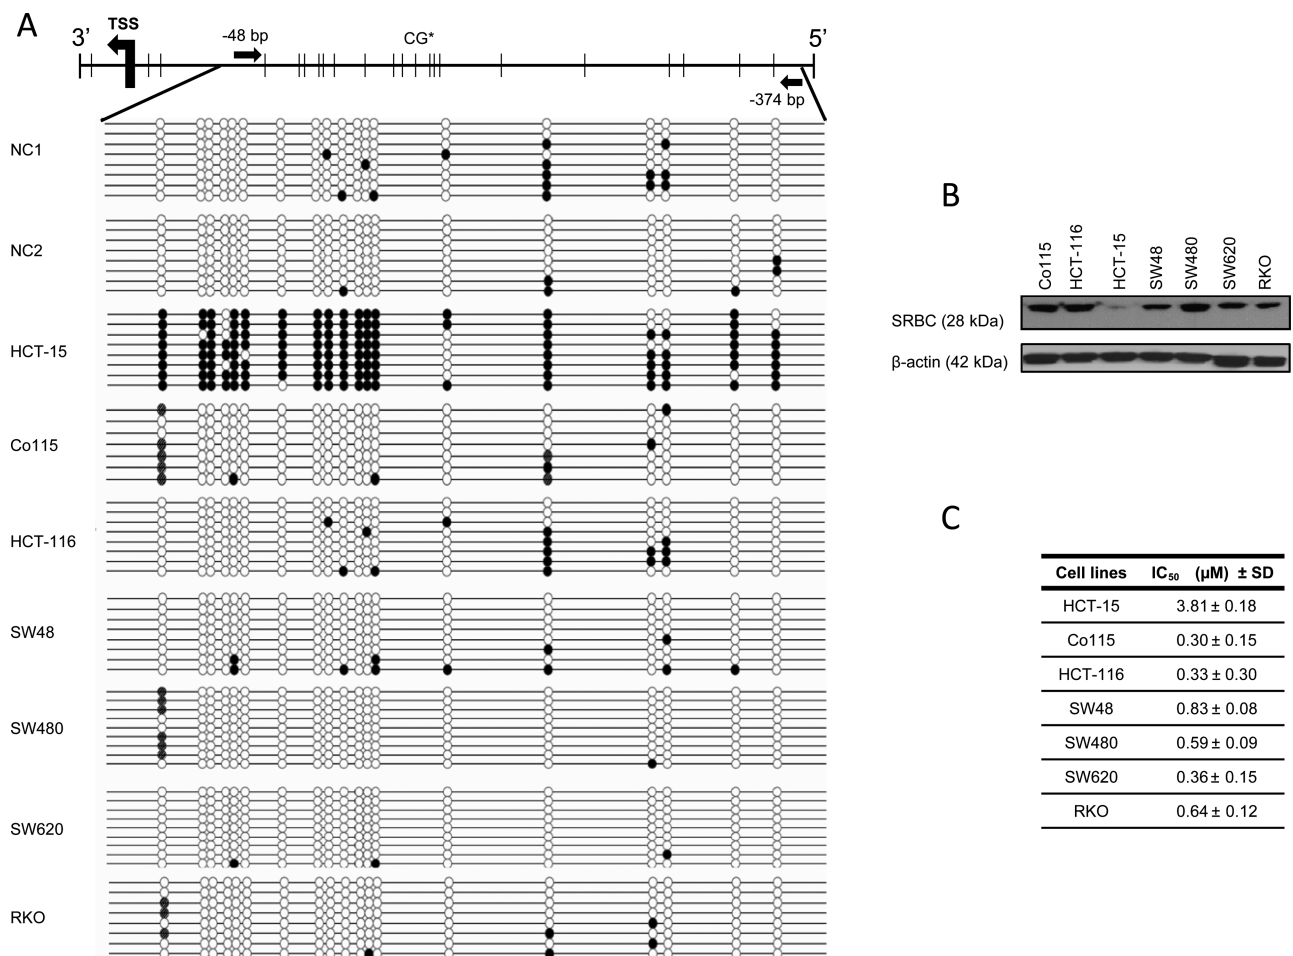 A
3’
TSS
-48 bp
CG*
5’
-374 bp
NC1
NC2
HCT-15
Co115
HCT-116
SW48
SW480
SW620
RKO
B
Co115
HCT-116
HCT-15
SW48
SW480
SW620
RKO
SRBC (28 kDa)
β-actin (42 kDa)
C
Cell lines IC50 (µM) ± SD
HCT-15 3.81 ± 0.18
Co115 0.30 ± 0.15
HCT-116 0.33 ± 0.30
SW48 0.83 ± 0.08
SW480 0.59 ± 0.09
SW620 0.36 ± 0.15
RKO 0.64 ± 0.12